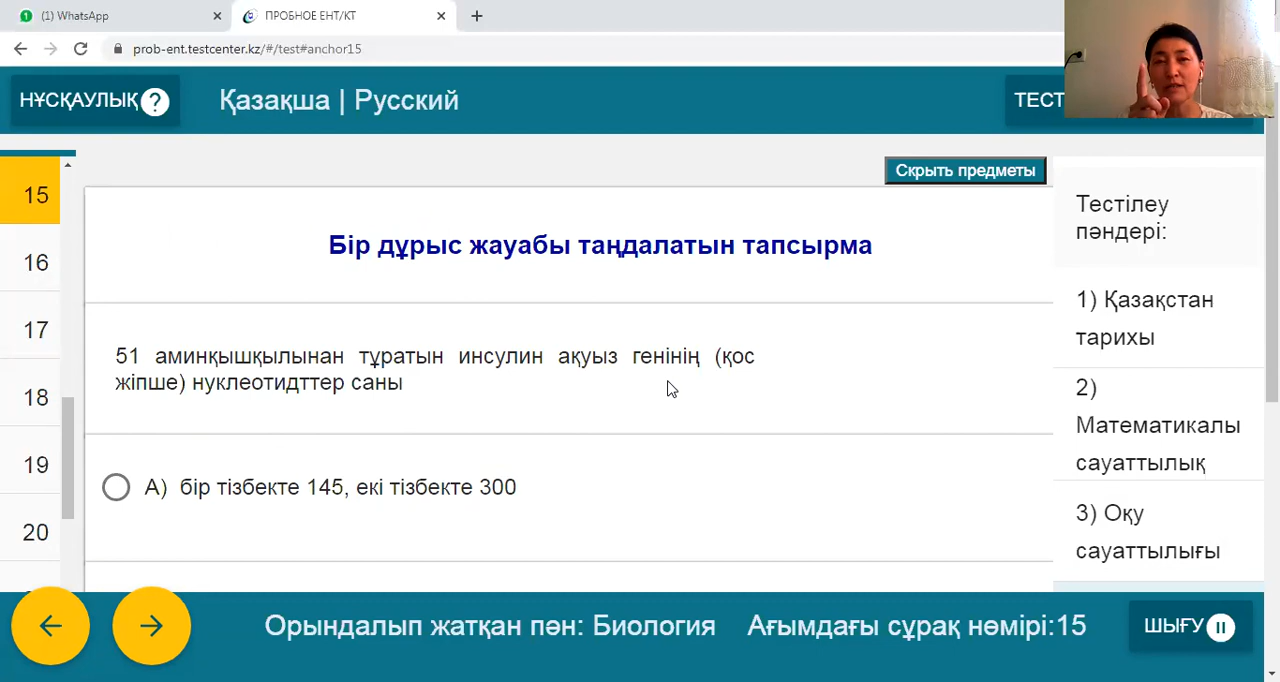 (1) WhatsApp
ПРОБНОЕ ЕНТ/КТ
prob-ent.testcenter.kz/#/test#anchor15
НҰСҚАУЛЫҚ ?
Қазақша | Русский
ТЕСТ
Скрыть предметы
15
16
17
18
19
20
Бір дұрыс жауабы таңдалатын тапсырма
51 аминқышқылынан тұратын инсулин ақуыз генінің (қос
жіпше) нуклеотидттер саны
A) бір тізбекте 145, екі тізбекте 300
Тестілеу
пәндері:
1) Қазақстан
тарихы
2)
Математикалы
сауаттылық
3) Оқу
сауаттылығы
Орындалып жатқан пән: Биология
Ағымдағы сұрақ нөмірі:15
ШЫҒУ